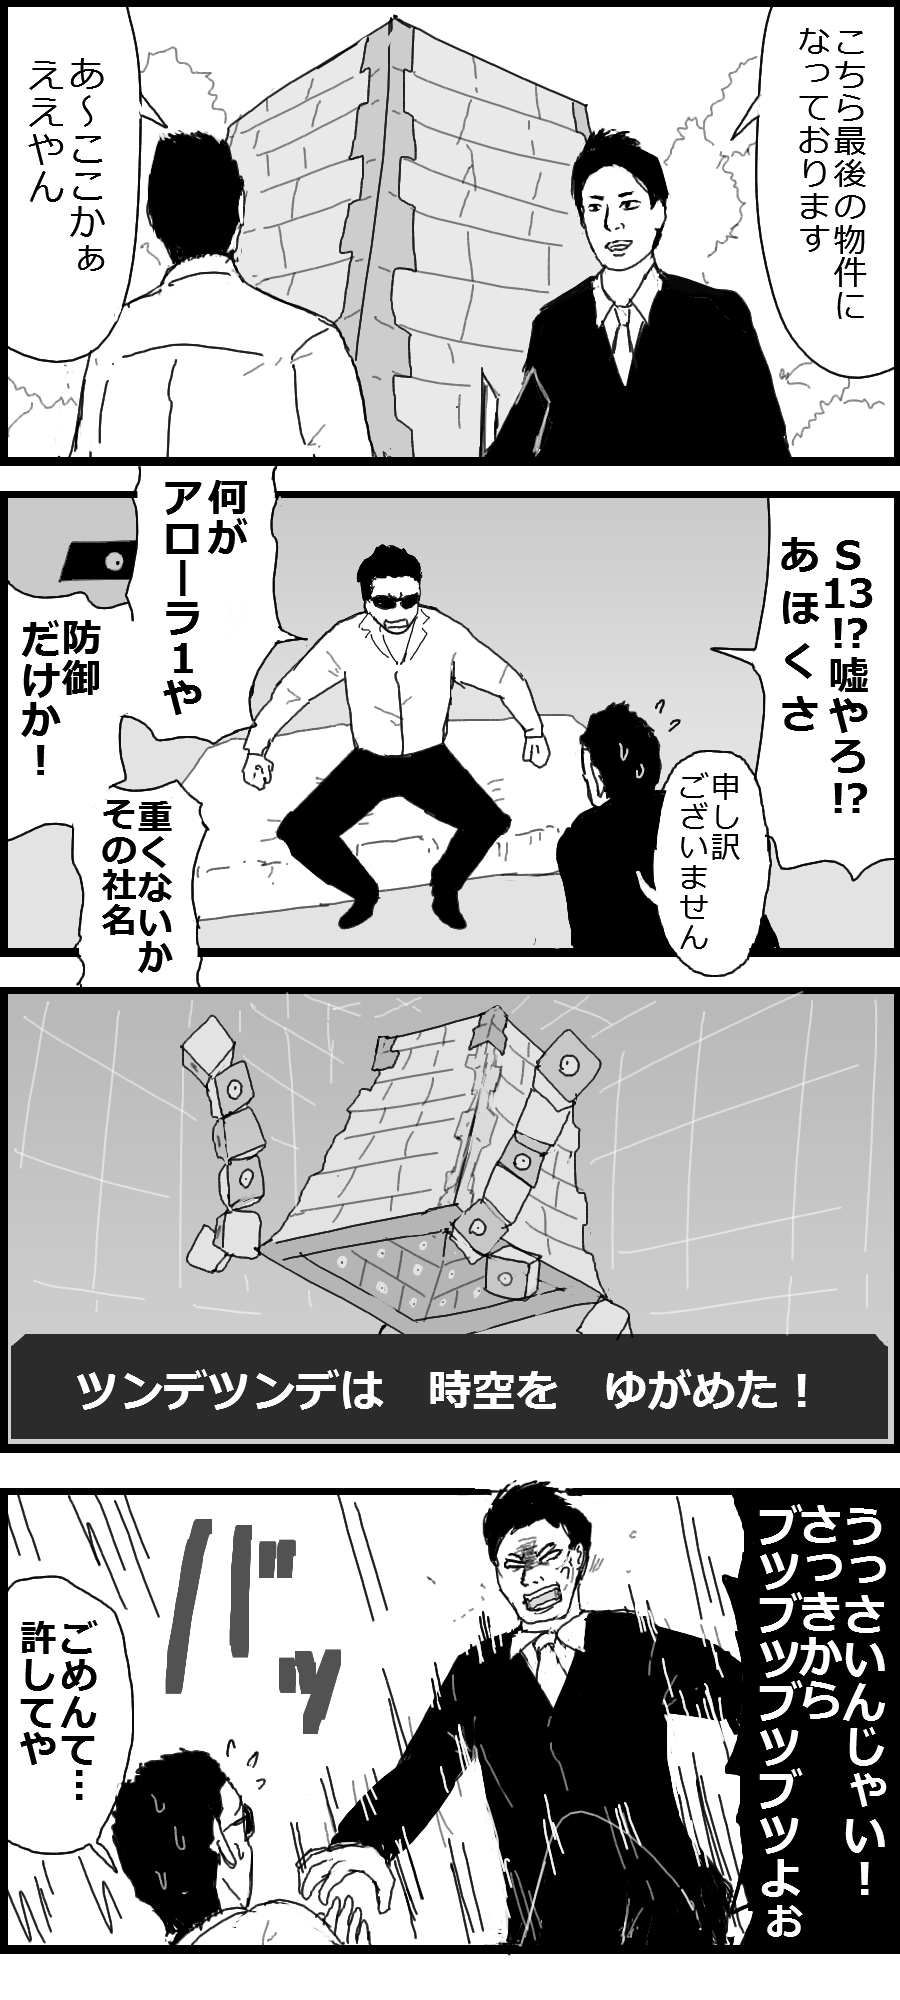 こちら最後の物件に
なっております
あ～ここかぁ
ええやん
S13!?嘘やろ!?
あほくさ
申し訳
ございません
何が
アローラ1や
防御
だけか！
重くないか
その社名
ツンデツンデは　時空を　ゆがめた！
うっさいんじゃい！
さっきから
ブツブツブツブツよぉ
バッ
ごめんて…
許してや